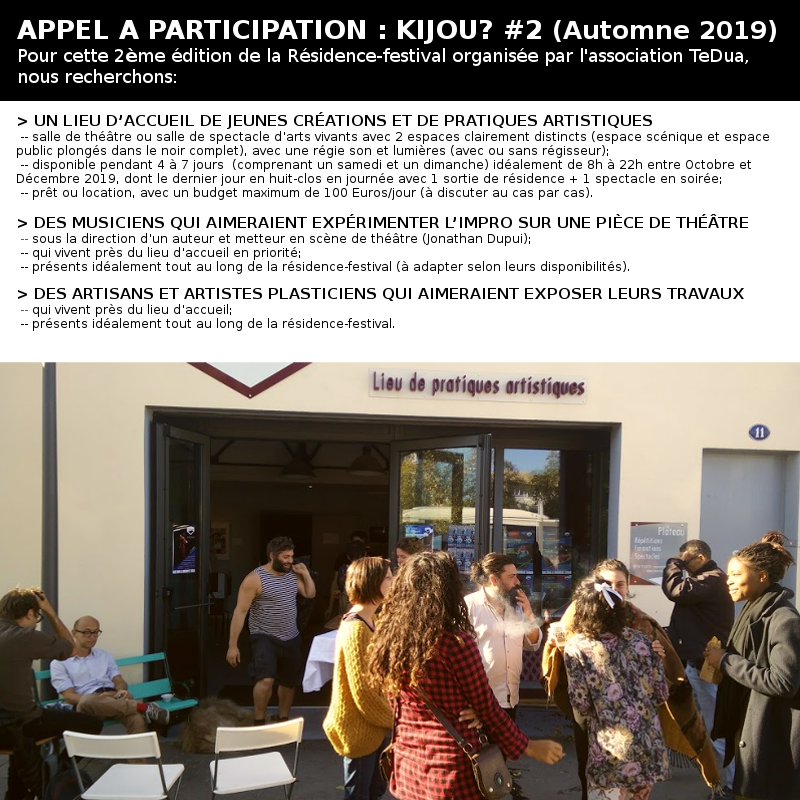 APPEL A PARTICIPATION : KIJOU? #2 (Automne 2019)
Pour cette 2ème édition de la Résidence-festival organisée par l'association TeDua,
nous recherchons:
> UN LIEU D’ACCUEIL DE JEUNES CRÉATIONS ET DE PRATIQUES ARTISTIQUES
-- salle de théâtre ou salle de spectacle d'arts vivants avec 2 espaces clairement distincts (espace scénique et espace
public plongés dans le noir complet), avec une régie son et lumières (avec ou sans régisseur);
-- disponible pendant 4 à 7 jours (comprenant un samedi et un dimanche) idéalement de 8h à 22h entre Octobre et
Décembre 2019, dont le dernier jour en huit-clos en journée avec 1 sortie de résidence + 1 spectacle en soirée;
-- prêt ou location, avec un budget maximum de 100 Euros/jour (à discuter au cas par cas).
> DES MUSICIENS QUI AIMERAIENT EXPÉRIMENTER L’IMPRO SUR UNE PIÈCE DE THÉÂTRE
-- sous la direction d'un auteur et metteur en scène de théâtre (Jonathan Dupui);
-- qui vivent près du lieu d'accueil en priorité;
-- présents idéalement tout au long de la résidence-festival (à adapter selon leurs disponibilités).
> DES ARTISANS ET ARTISTES PLASTICIENS QUI AIMERAIENT EXPOSER LEURS TRAVAUX
-- qui vivent près du lieu d'accueil;
-- présents idéalement tout au long de la résidence-festival.
Lieu de pratiques artistiques
11
Plateau
Répétitions
Formations
Spectacles